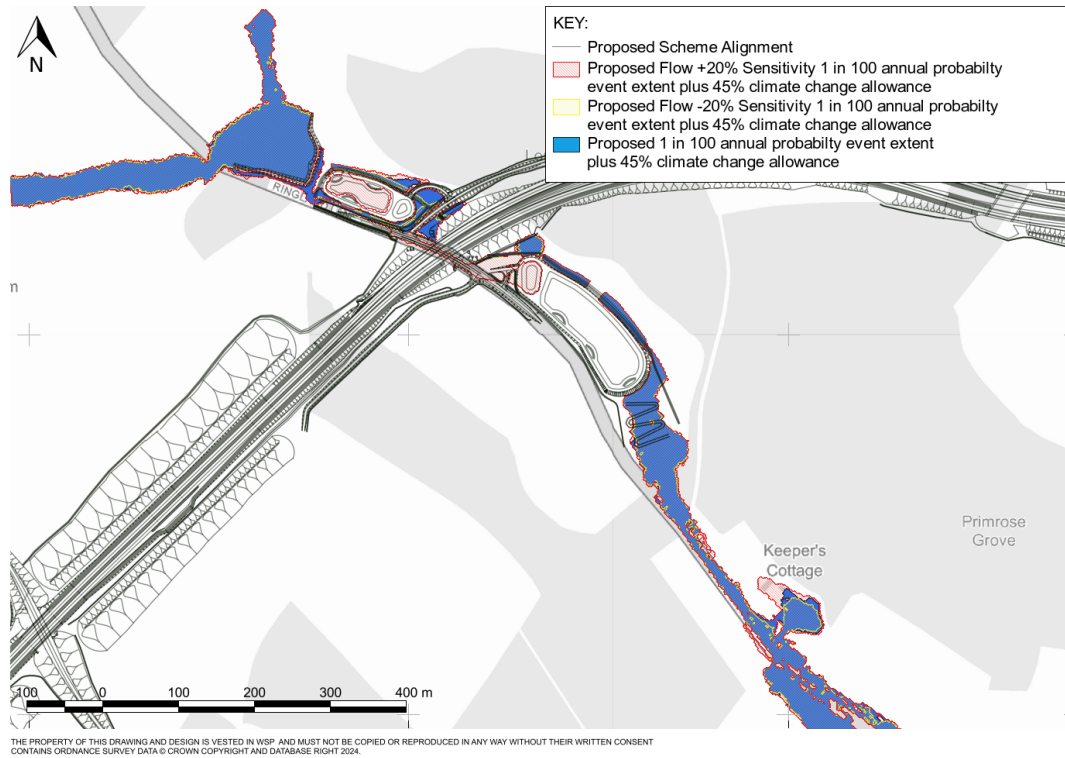 KEY:
Proposed Scheme Alignment
Proposed Flow +20% Sensitivity 1 in 100 annual probabilty
event extent plus 45% climate change allowance
Proposed Flow -20% Sensitivity 1 in 100 annual probabilty
event extent plus 45% climate change allowance
Proposed 1 in 100 annual probabilty event extent
plus 45% climate change allowance
N
m
Primrose
Grove
Keeper's
Cottage
100 0 100 200 300 400 m
THE PROPERTY OF THIS DRAWING AND DESIGN IS VESTED IN WSP AND MUST NOT BE COPIED OR REPRODUCED IN ANY WAY WITHOUT THEIR WRITTEN CONSENT
CONTAINS ORDNANCE SURVEY DATA © CROWN COPYRIGHT AND DATABASE RIGHT 2024.